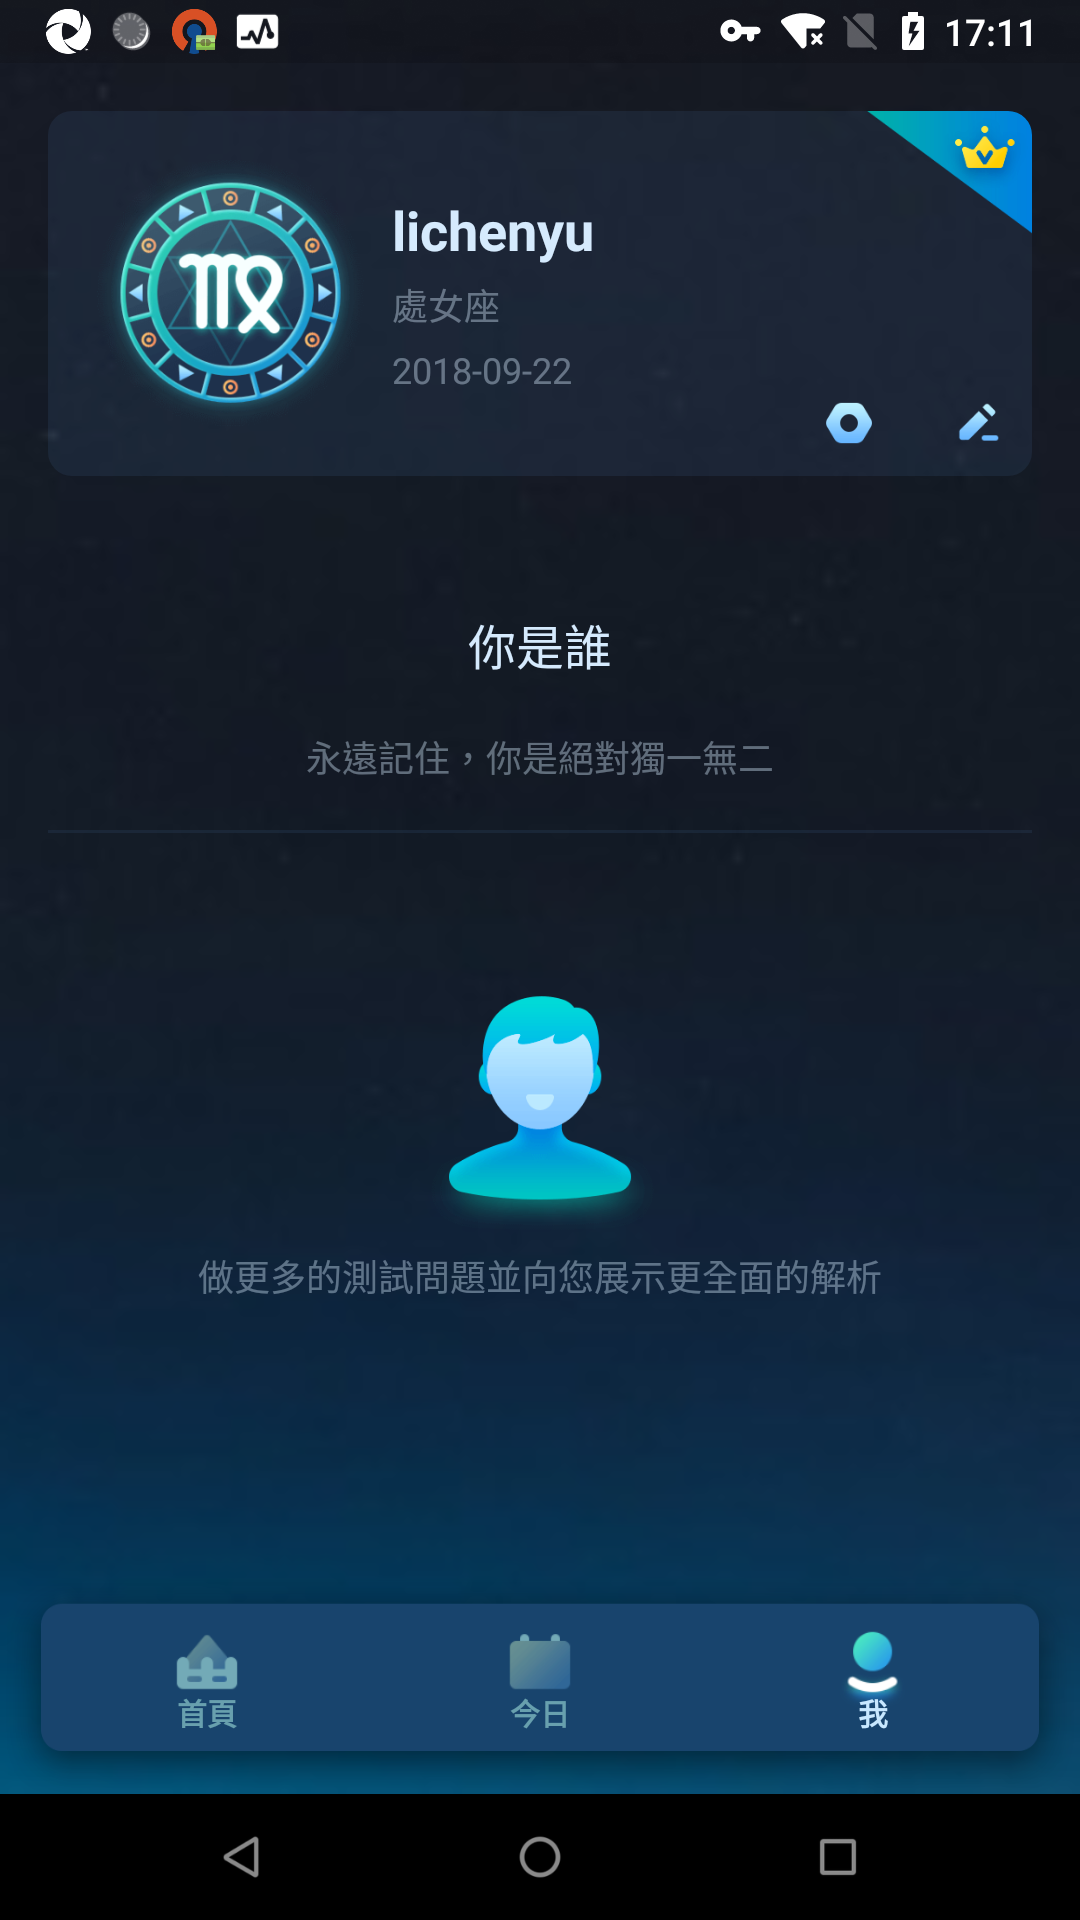 17:11
lichenyu
處女座
2018-09-22
你是誰
永遠記住，你是絕對獨一無二
做更多的測試問題並向您展示更全面的解析
首頁
今日
我